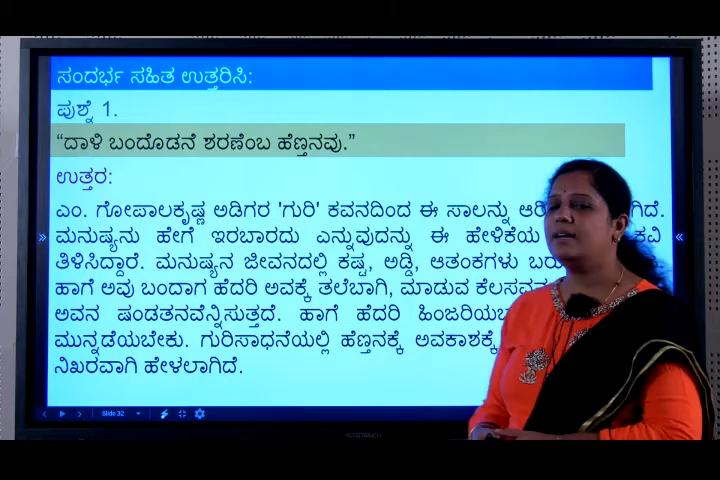 ಸಂದರ್ಭ ಸಹಿತ ಉತ್ತರಿಸಿ:
ಪ್ರಶ್ನೆ 1.
“ದಾಳಿ ಬಂದೊಡನೆ ಶರಣೆಂಬ ಹೆಣ್ತನವು.”
ಉತ್ತರ:
ಎಂ. ಗೋಪಾಲಕೃಷ್ಣ ಅಡಿಗರ 'ಗುರಿ' ಕವನದಿಂದ ಈ ಸಾಲನ್ನು
ಮನುಷ್ಯನು ಹೇಗೆ ಇರಬಾರದು ಎನ್ನುವುದನ್ನು ಈ ಹೇಳಿಕೆಯ ಕವಿ
ತಿಳಿಸಿದ್ದಾರೆ. ಮನುಷ್ಯನ ಜೀವನದಲ್ಲಿ ಕಷ್ಟ, ಅಡ್ಡಿ, ಆತಂಕಗಳು
ಹಾಗೆ ಅವು ಬಂದಾಗ ಹೆದರಿ ಅವಕ್ಕೆ ತಲೆಬಾಗಿ, ಮಾಡುವ
ಅವನ ಷಂಡತನವೆನ್ನಿಸುತ್ತದೆ. ಹಾಗೆ ಹೆದರಿ
ಮುನ್ನಡೆಯಬೇಕು. ಗುರಿಸಾಧನೆಯಲ್ಲಿ ಹೆಣ್ತನಕ್ಕೆ ಅವಕಾಶಕ್ಕೆ
ನಿಖರವಾಗಿ ಹೇಳಲಾಗಿದೆ.
Slide 32